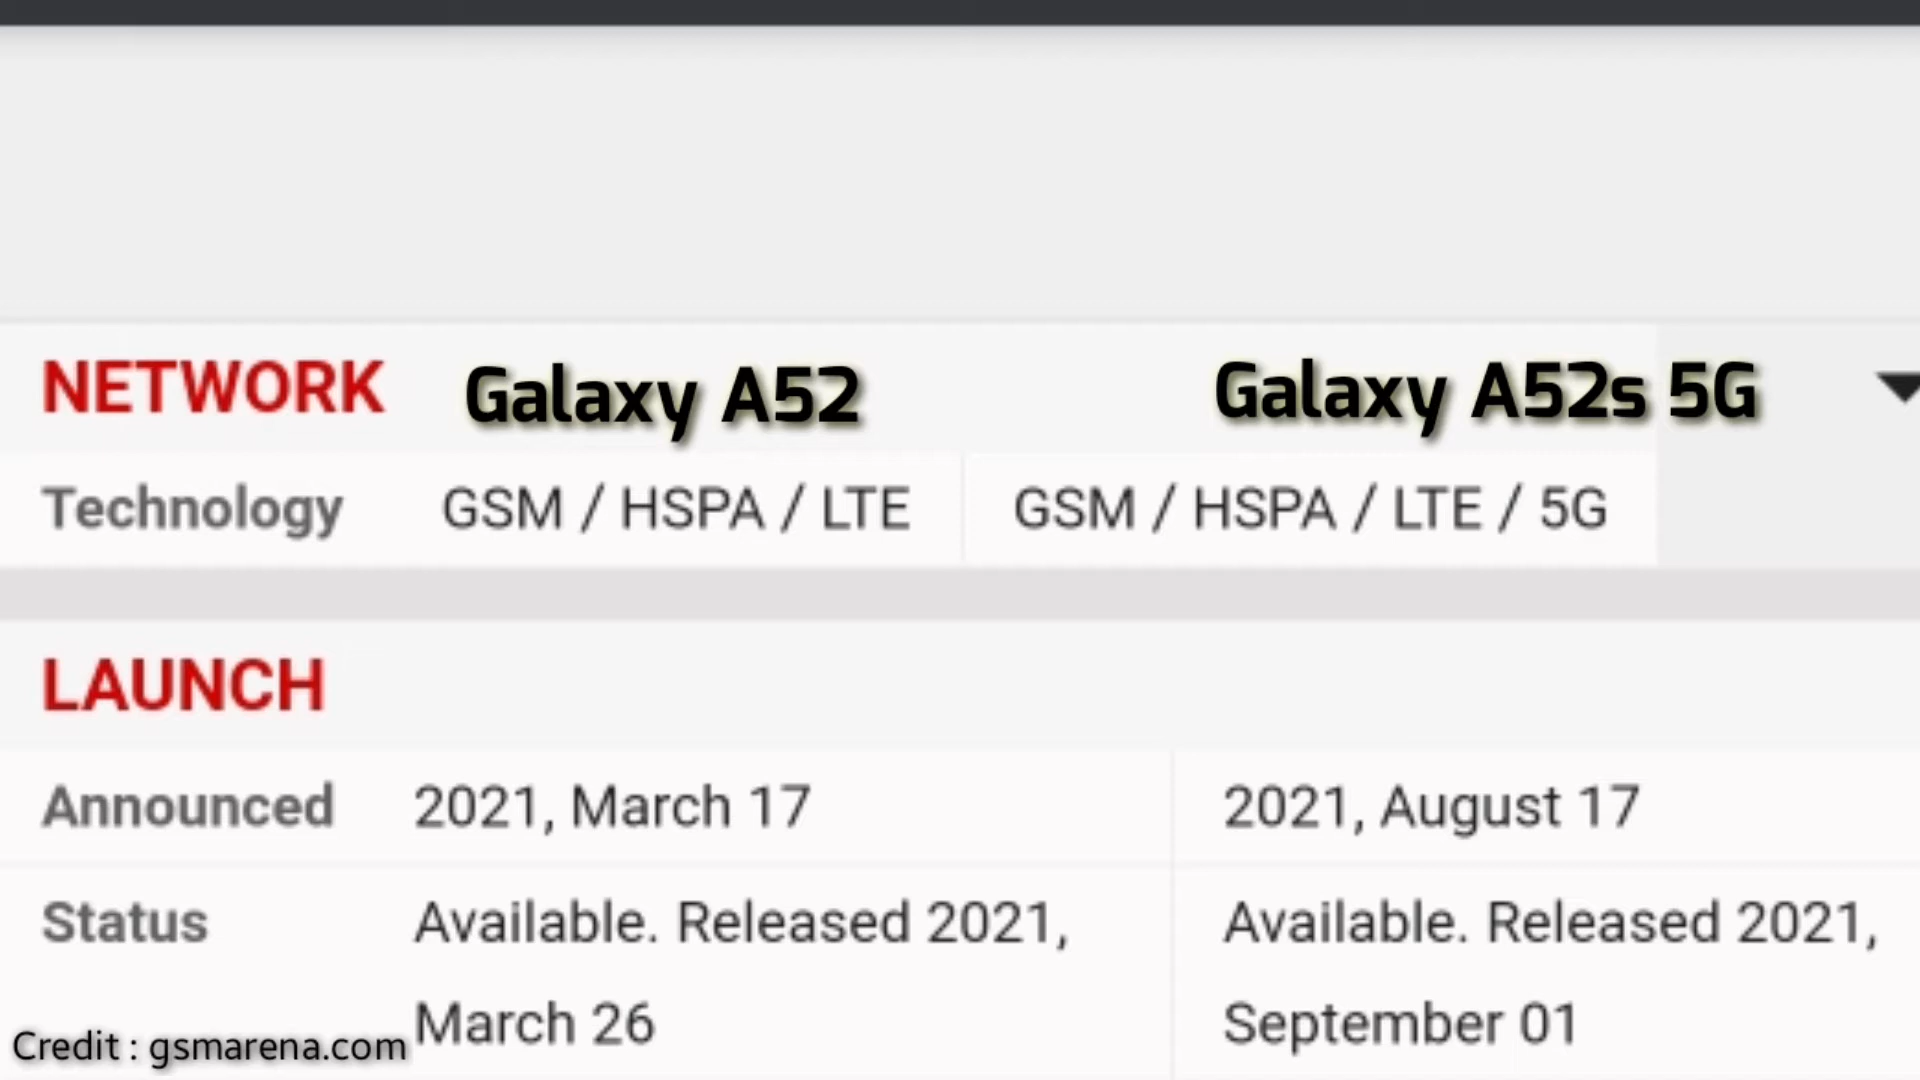 NETWORK Galaxy A52 Galaxy A52s 5G
Technology GSM / HSPA / LTE GSM / HSPA / LTE / 5G
LAUNCH
Announced 2021, March 17 2021, August 17
Status Available. Released 2021, Available. Released 2021,
March 26 September 01
Credit : gsmarena.com